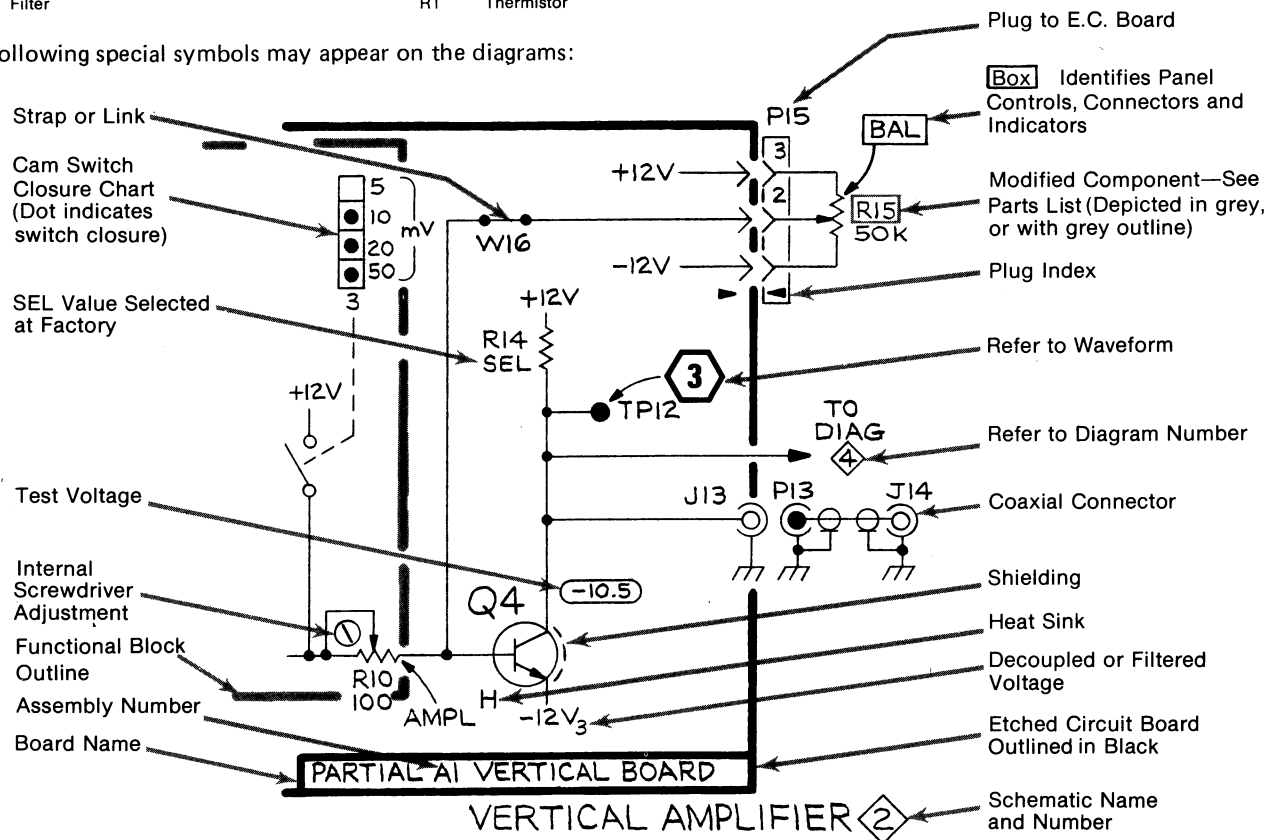 Filter
RT Thermistor
ollowing special symbols may appear on the diagrams:
Plug to E.C. Board
Box Identifies Panel
Controls, Connectors and
Indicators
Strap or Link
Cam Switch
Closure Chart
(Dot indicates
switch closure)
SEL Value Selected
at Factory
Test Voltage
Internal
Screwdriver
Adjustment
Functional Block
Outline
Assembly Number
Board Name
5
10
20
50
mV
3
+12V
W16
+12V
R14
SEL
P15
3
2
+12V
-12V
BAL
R15
50K
3
TP12
TO
DIAG
4
J13
P13
J14
-10.5
Q4
H
-12V3
R10
100
AMPL
Modified Component—See
Parts List (Depicted in grey,
or with grey outline)
Plug Index
Refer to Waveform
Refer to Diagram Number
Coaxial Connector
Shielding
Heat Sink
Decoupled or Filtered
Voltage
Etched Circuit Board
Outlined in Black
Schematic Name
and Number
PARTIAL A1 VERTICAL BOARD
VERTICAL AMPLIFIER 2